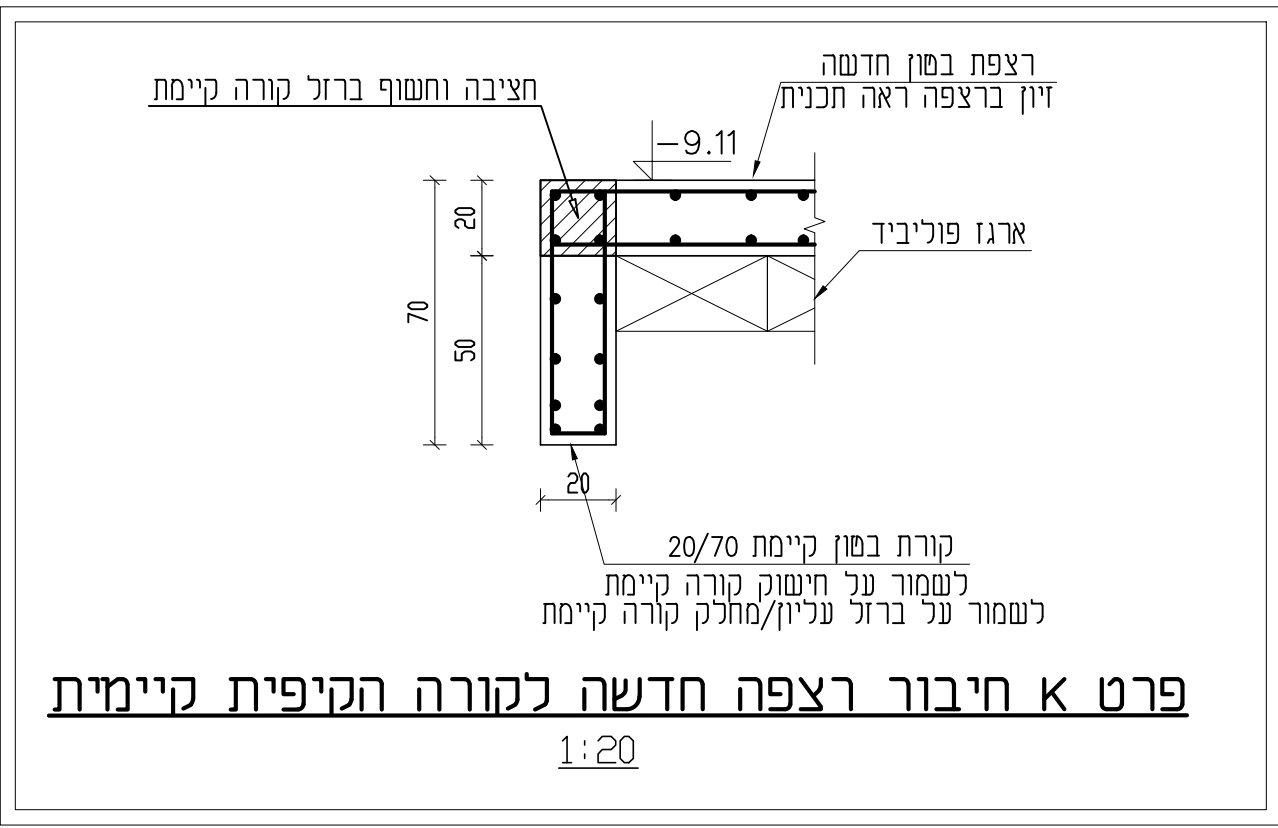 רצפת בטון חדשה
זיון ברצפה ראה תכנית
חציבה וחשוף ברזל קורה קיימת
-9.11
ארגז פוליביד
20
70
50
20
קורת בטון קיימת 20/70
לשמור על חישוק קורה קיימת
לשמור על ברזל עליון/מחלק קורה קיימת
פרט א חיבור רצפה חדשה לקורה הקיפית קיימית
1:20